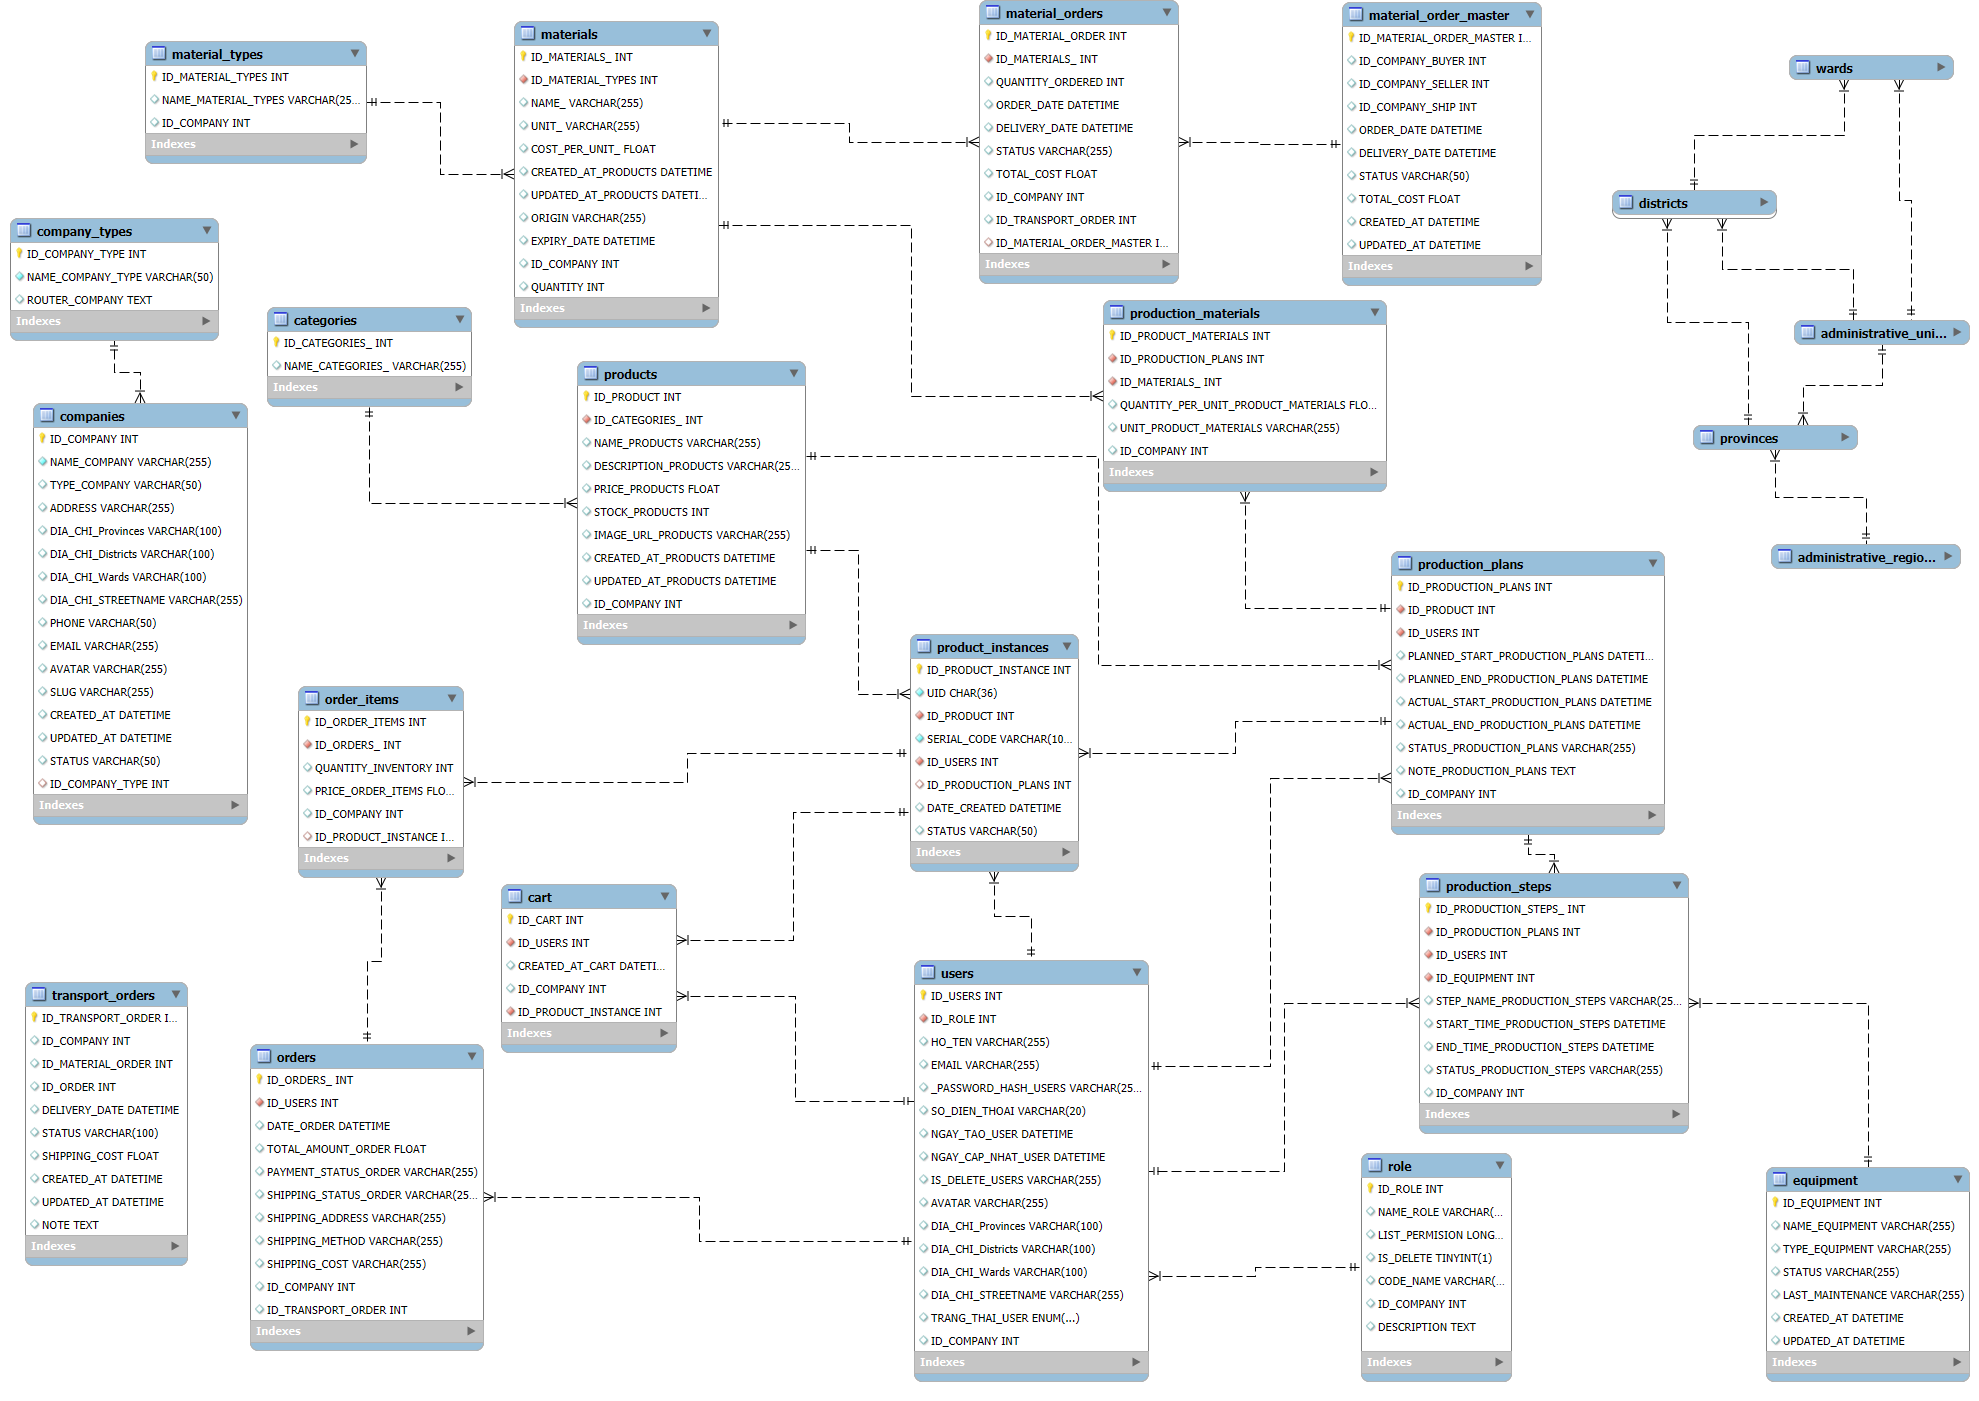 material_types
ID_MATERIAL_TYPES INT
NAME_MATERIAL_TYPES VARCHAR(25...
ID_COMPANY INT
Indexes
materials
ID_MATERIALS_ INT
ID_MATERIAL_TYPES INT
NAME_ VARCHAR(255)
UNIT_ VARCHAR(255)
COST_PER_UNIT_ FLOAT
CREATED_AT_PRODUCTS DATETIME
UPDATED_AT_PRODUCTS DATETI...
ORIGIN VARCHAR(255)
EXPIRY_DATE DATETIME
ID_COMPANY INT
QUANTITY INT
Indexes
material_orders
ID_MATERIAL_ORDER INT
ID_MATERIALS_ INT
QUANTITY_ORDERED INT
ORDER_DATE DATETIME
DELIVERY_DATE DATETIME
STATUS VARCHAR(255)
TOTAL_COST FLOAT
ID_COMPANY INT
ID_TRANSPORT_ORDER INT
ID_MATERIAL_ORDER_MASTER I...
Indexes
material_order_master
ID_MATERIAL_ORDER_MASTER I...
ID_COMPANY_BUYER INT
ID_COMPANY_SELLER INT
ID_COMPANY_SHIP INT
ORDER_DATE DATETIME
DELIVERY_DATE DATETIME
STATUS VARCHAR(50)
TOTAL_COST FLOAT
CREATED_AT DATETIME
UPDATED_AT DATETIME
Indexes
wards
districts
administrative_uni...
provinces
administrative_regio...
company_types
ID_COMPANY_TYPE INT
NAME_COMPANY_TYPE VARCHAR(50)
ROUTER_COMPANY TEXT
Indexes
categories
ID_CATEGORIES_ INT
NAME_CATEGORIES_ VARCHAR(255)
Indexes
companies
ID_COMPANY INT
NAME_COMPANY VARCHAR(255)
TYPE_COMPANY VARCHAR(50)
ADDRESS VARCHAR(255)
DIA_CHI_Provinces VARCHAR(100)
DIA_CHI_Districts VARCHAR(100)
DIA_CHI_Wards VARCHAR(100)
DIA_CHI_STREETNAME VARCHAR(255)
PHONE VARCHAR(50)
EMAIL VARCHAR(255)
AVATAR VARCHAR(255)
SLUG VARCHAR(255)
CREATED_AT DATETIME
UPDATED_AT DATETIME
STATUS VARCHAR(50)
ID_COMPANY_TYPE INT
Indexes
products
ID_PRODUCT INT
ID_CATEGORIES_ INT
NAME_PRODUCTS VARCHAR(255)
DESCRIPTION_PRODUCTS VARCHAR(25...
PRICE_PRODUCTS FLOAT
STOCK_PRODUCTS INT
IMAGE_URL_PRODUCTS VARCHAR(255)
CREATED_AT_PRODUCTS DATETIME
UPDATED_AT_PRODUCTS DATETIME
ID_COMPANY INT
Indexes
production_materials
ID_PRODUCT_MATERIALS INT
ID_PRODUCTION_PLANS INT
ID_MATERIALS_ INT
QUANTITY_PER_UNIT_PRODUCT_MATERIALS FLO...
UNIT_PRODUCT_MATERIALS VARCHAR(255)
ID_COMPANY INT
Indexes
production_plans
ID_PRODUCTION_PLANS INT
ID_PRODUCT INT
ID_USERS INT
PLANNED_START_PRODUCTION_PLANS DATETI...
PLANNED_END_PRODUCTION_PLANS DATETIME
ACTUAL_START_PRODUCTION_PLANS DATETIME
ACTUAL_END_PRODUCTION_PLANS DATETIME
STATUS_PRODUCTION_PLANS VARCHAR(255)
NOTE_PRODUCTION_PLANS TEXT
ID_COMPANY INT
Indexes
product_instances
ID_PRODUCT_INSTANCE INT
UID CHAR(36)
ID_PRODUCT INT
SERIAL_CODE VARCHAR(10...
ID_USERS INT
ID_PRODUCTION_PLANS INT
DATE_CREATED DATETIME
STATUS VARCHAR(50)
Indexes
order_items
ID_ORDER_ITEMS INT
ID_ORDERS_ INT
QUANTITY_INVENTORY INT
PRICE_ORDER_ITEMS FLO...
ID_COMPANY INT
ID_PRODUCT_INSTANCE I...
Indexes
cart
ID_CART INT
ID_USERS INT
CREATED_AT_CART DATETI...
ID_COMPANY INT
ID_PRODUCT_INSTANCE INT
Indexes
production_steps
ID_PRODUCTION_STEPS_ INT
ID_PRODUCTION_PLANS INT
ID_USERS INT
ID_EQUIPMENT INT
STEP_NAME_PRODUCTION_STEPS VARCHAR(25...
START_TIME_PRODUCTION_STEPS DATETIME
END_TIME_PRODUCTION_STEPS DATETIME
STATUS_PRODUCTION_STEPS VARCHAR(255)
ID_COMPANY INT
Indexes
transport_orders
ID_TRANSPORT_ORDER I...
ID_COMPANY INT
ID_MATERIAL_ORDER INT
ID_ORDER INT
DELIVERY_DATE DATETIME
STATUS VARCHAR(100)
SHIPPING_COST FLOAT
CREATED_AT DATETIME
UPDATED_AT DATETIME
NOTE TEXT
Indexes
orders
ID_ORDERS_ INT
ID_USERS INT
DATE_ORDER DATETIME
TOTAL_AMOUNT_ORDER FLOAT
PAYMENT_STATUS_ORDER VARCHAR(255)
SHIPPING_STATUS_ORDER VARCHAR(25...
SHIPPING_ADDRESS VARCHAR(255)
SHIPPING_METHOD VARCHAR(255)
SHIPPING_COST VARCHAR(255)
ID_COMPANY INT
ID_TRANSPORT_ORDER INT
Indexes
users
ID_USERS INT
ID_ROLE INT
HO_TEN VARCHAR(255)
EMAIL VARCHAR(255)
_PASSWORD_HASH_USERS VARCHAR(25...
SO_DIEN_THOAI VARCHAR(20)
NGAY_TAO_USER DATETIME
NGAY_CAP_NHAT_USER DATETIME
IS_DELETE_USERS VARCHAR(255)
AVATAR VARCHAR(255)
DIA_CHI_Provinces VARCHAR(100)
DIA_CHI_Districts VARCHAR(100)
DIA_CHI_Wards VARCHAR(100)
DIA_CHI_STREETNAME VARCHAR(255)
TRANG_THAI_USER ENUM(...)
ID_COMPANY INT
Indexes
role
ID_ROLE INT
NAME_ROLE VARCHAR(...
LIST_PERMISION LONG...
IS_DELETE TINYINT(1)
CODE_NAME VARCHAR(...
ID_COMPANY INT
DESCRIPTION TEXT
Indexes
equipment
ID_EQUIPMENT INT
NAME_EQUIPMENT VARCHAR(255)
TYPE_EQUIPMENT VARCHAR(255)
STATUS VARCHAR(255)
LAST_MAINTENANCE VARCHAR(255)
CREATED_AT DATETIME
UPDATED_AT DATETIME
Indexes